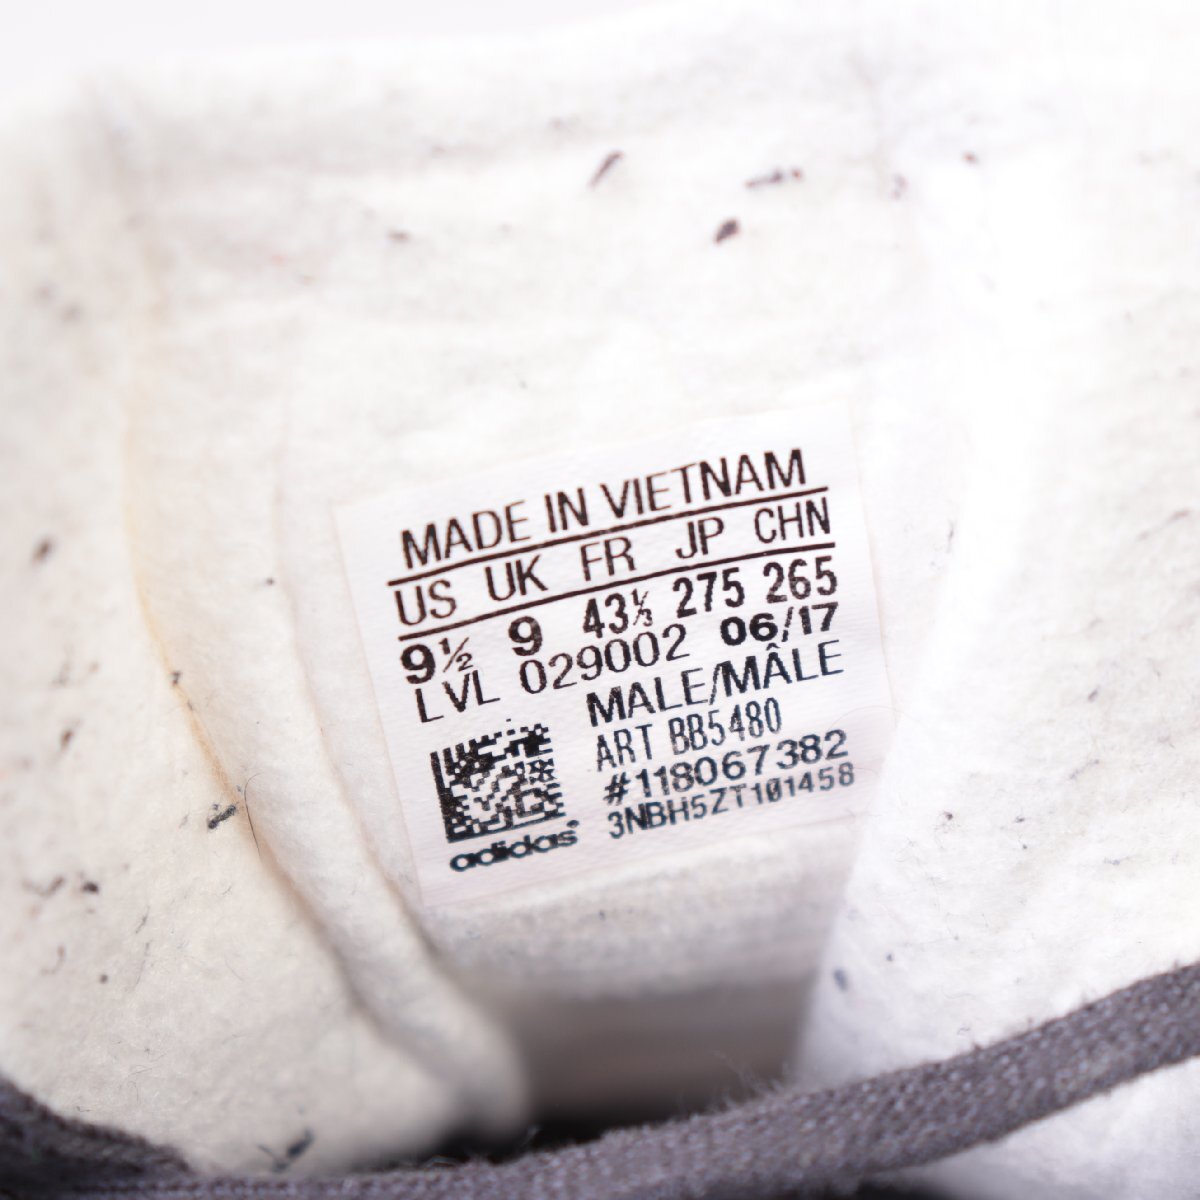 MADE IN VIETNAM
US UK FR JP CHN
9½ 9 43⅓ 275 265
LVL 029002 06/17
MALE/MÂLE
ART BB5480
#118067382
3NBH5ZT101458
adidas